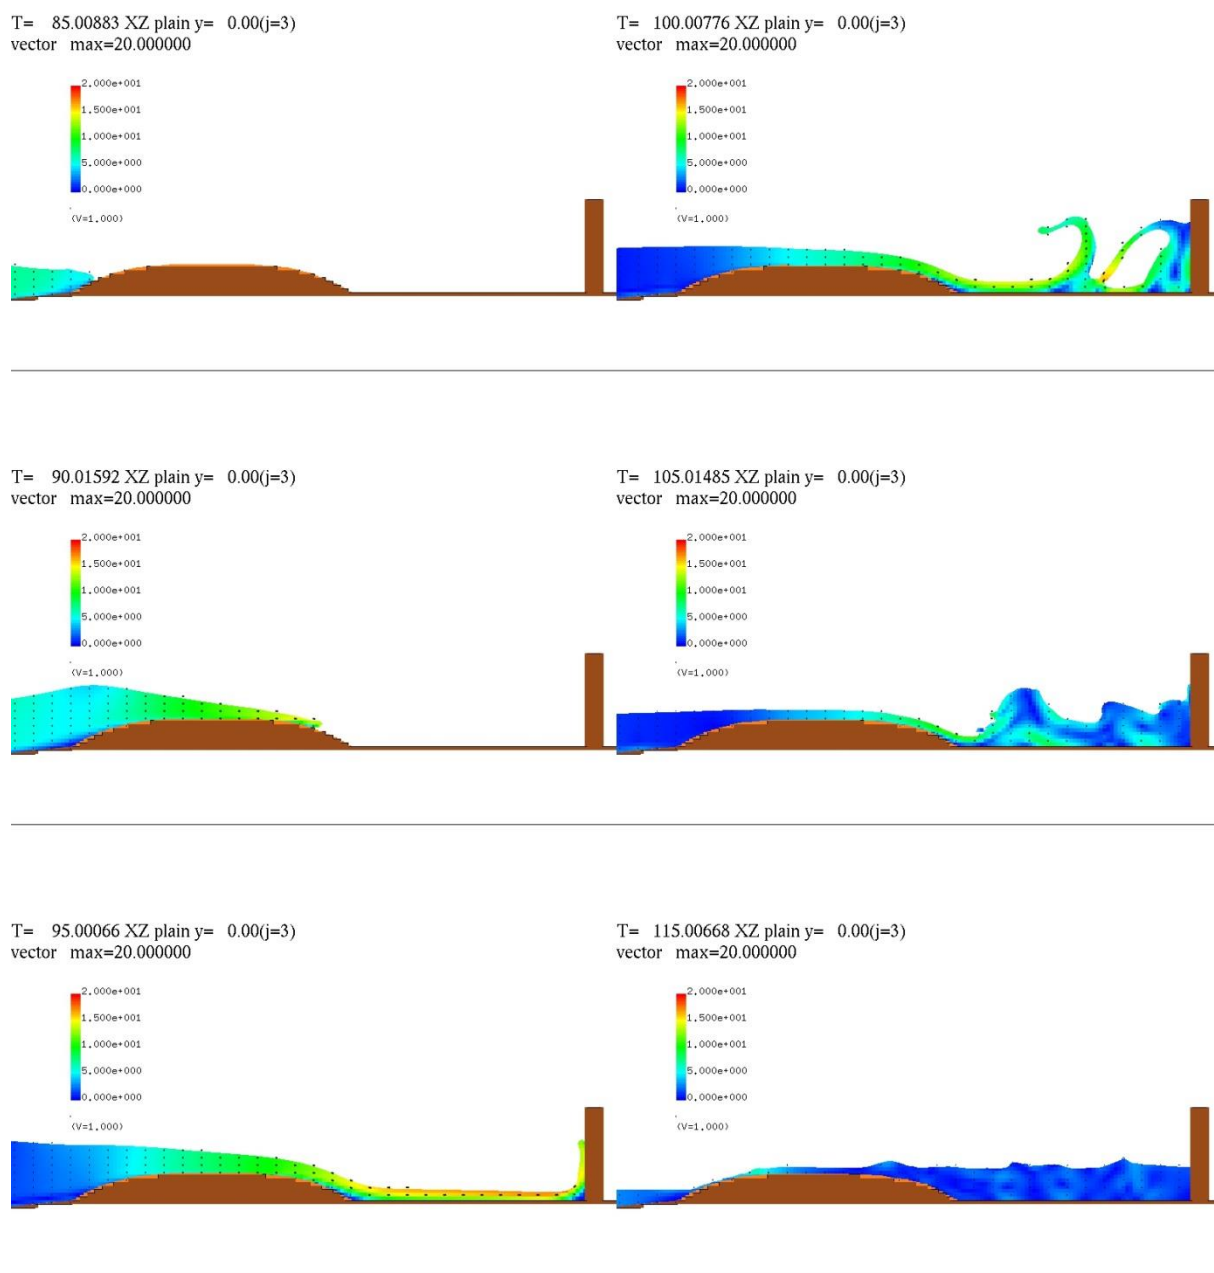 T= 85.00883 XZ plain y= 0.00(j=3)
vector max=20.000000
2.000e+001
1.500e+001
1.000e+001
5.000e+000
0.000e+000
(V=1.000)
T= 100.00776 XZ plain y= 0.00(j=3)
vector max=20.000000
2.000e+001
1.500e+001
1.000e+001
5.000e+000
0.000e+000
(V=1.000)
T= 90.01592 XZ plain y= 0.00(j=3)
vector max=20.000000
2.000e+001
1.500e+001
1.000e+001
5.000e+000
0.000e+000
(V=1.000)
T= 105.01485 XZ plain y= 0.00(j=3)
vector max=20.000000
2.000e+001
1.500e+001
1.000e+001
5.000e+000
0.000e+000
(V=1.000)
T= 95.00066 XZ plain y= 0.00(j=3)
vector max=20.000000
2.000e+001
1.500e+001
1.000e+001
5.000e+000
0.000e+000
(V=1.000)
T= 115.00668 XZ plain y= 0.00(j=3)
vector max=20.000000
2.000e+001
1.500e+001
1.000e+001
5.000e+000
0.000e+000
(V=1.000)